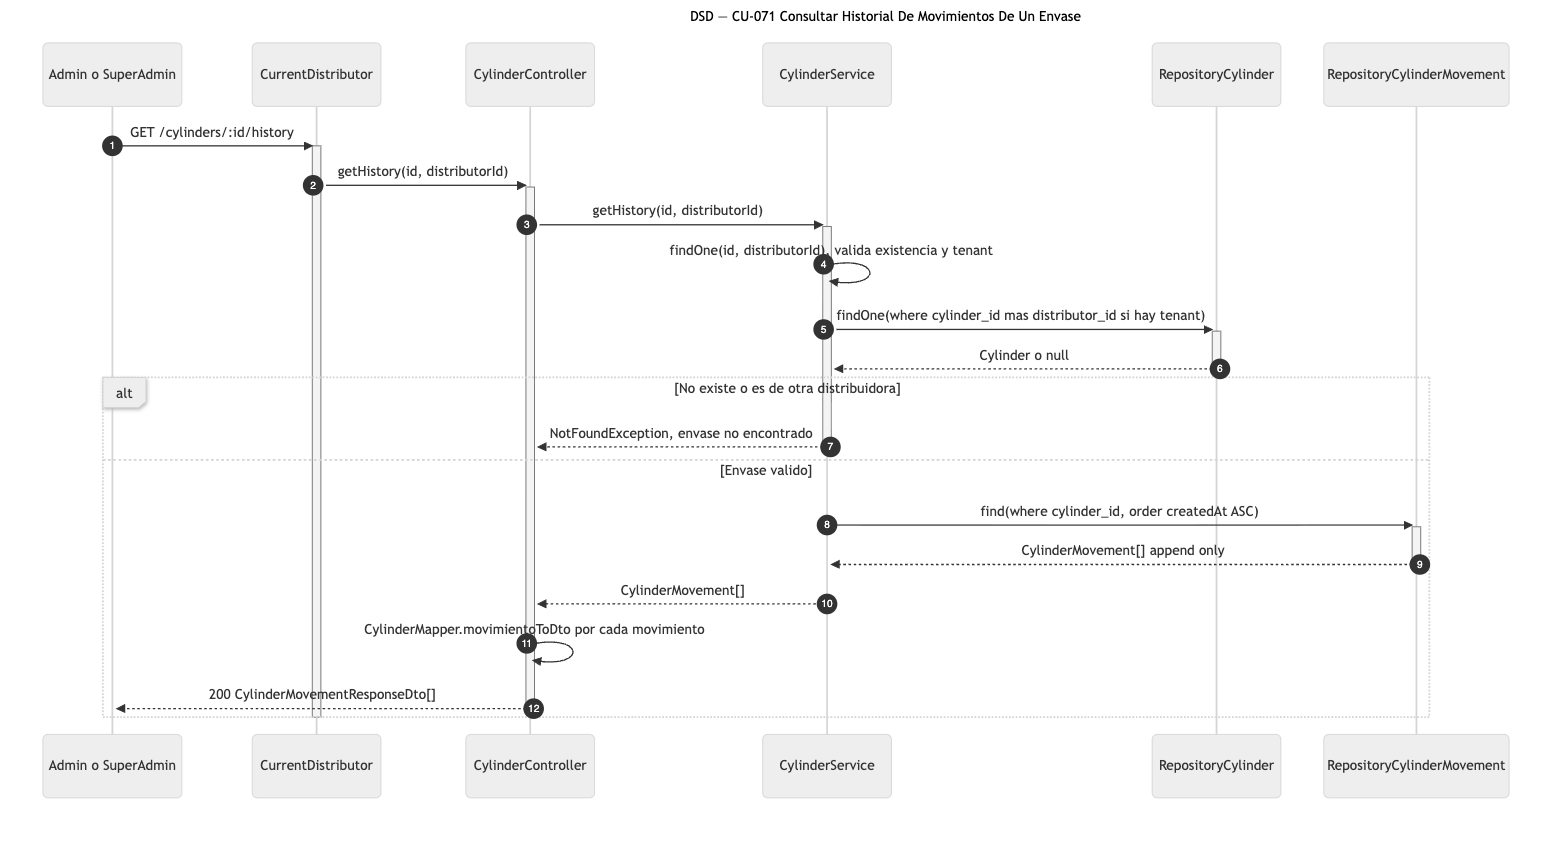 DSD — CU-071 Consultar Historial De Movimientos De Un Envase
Admin o SuperAdmin
CurrentDistributor
CylinderController
CylinderService
RepositoryCylinder
RepositoryCylinderMovement
GET /cylinders/:id/history
1
getHistory(id, distributorId)
2
getHistory(id, distributorId)
3
findOne(id, distributorId), valida existencia y tenant
4
findOne(where cylinder_id mas distributor_id si hay tenant)
5
Cylinder o null
6
alt
[No existe o es de otra distribuidora]
NotFoundException, envase no encontrado
7
[Envase valido]
find(where cylinder_id, order createdAt ASC)
8
CylinderMovement[] append only
9
CylinderMovement[]
10
CylinderMapper.movimientoToDto por cada movimiento
11
200 CylinderMovementResponseDto[]
12
Admin o SuperAdmin
CurrentDistributor
CylinderController
CylinderService
RepositoryCylinder
RepositoryCylinderMovement